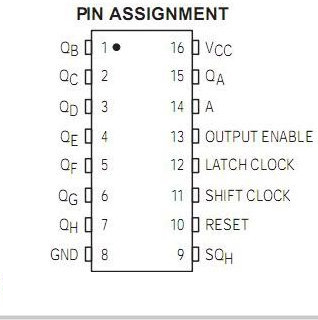 PIN ASSIGNMENT
QB 1 16 VCC
QC 2 15 QA
QD 3 14 A
QE 4 13 OUTPUT ENABLE
QF 5 12 LATCH CLOCK
QG 6 11 SHIFT CLOCK
QH 7 10 RESET
GND 8 9 SQH